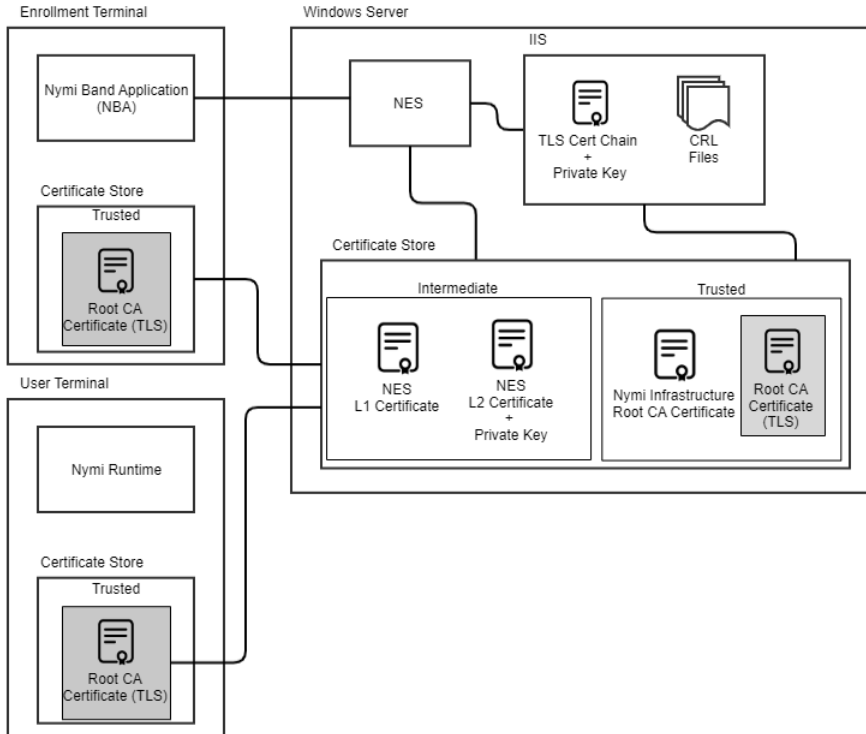 Enrollment Terminal
Nymi Band Application
(NBA)
Certificate Store
Trusted
Root CA
Certificate (TLS)
User Terminal
Nymi Runtime
Certificate Store
Trusted
Root CA
Certificate (TLS)
Windows Server
NES
IIS
TLS Cert Chain
+
Private Key
CRL
Files
Certificate Store
Intermediate
NES
L1 Certificate
NES
L2 Certificate
+
Private Key
Trusted
Nymi Infrastructure
Root CA Certificate
Root CA
Certificate
(TLS)